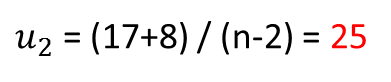 𝑢₂ = (17+8) / (n-2) = 25